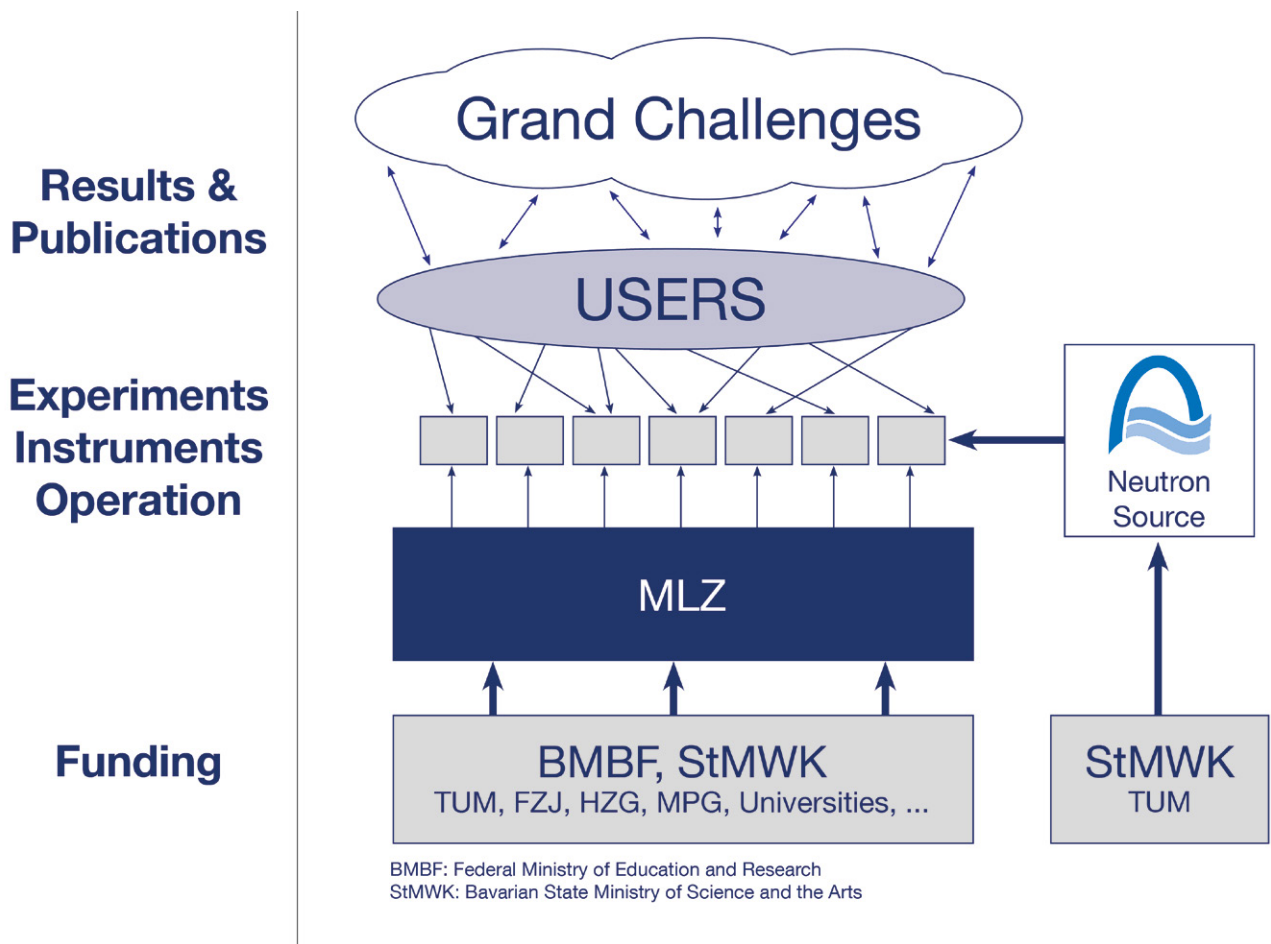 Grand Challenges
Results &
Publications
USERS
Experiments
Instruments
Operation
Neutron
Source
MLZ
Funding
BMBF, StMWK
TUM, FZJ, HZG, MPG, Universities, ...
StMWK
TUM
BMBF: Federal Ministry of Education and Research
StMWK: Bavarian State Ministry of Science and the Arts